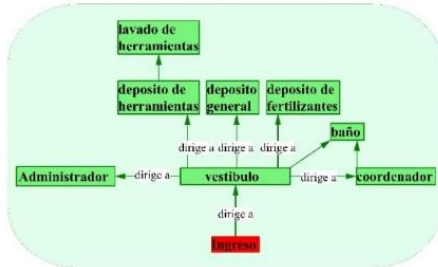 lavado de
herramientas
deposito de
herramientas
deposito
general
deposito de
fertilizantes
baño
dirige a dirige a dirige a
Administrador
dirige a
vestibulo
dirige a
coordenador
dirige a
Ingreso